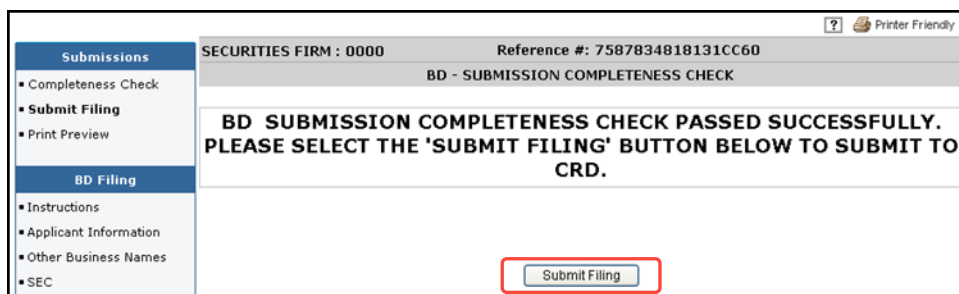 ? Printer Friendly
Submissions
Completeness Check
Submit Filing
Print Preview
BD Filing
Instructions
Applicant Information
Other Business Names
SEC
SECURITIES FIRM : 0000 Reference #: 7587834818131CC60
BD - SUBMISSION COMPLETENESS CHECK
BD SUBMISSION COMPLETENESS CHECK PASSED SUCCESSFULLY.
PLEASE SELECT THE 'SUBMIT FILING' BUTTON BELOW TO SUBMIT TO
CRD.
Submit Filing